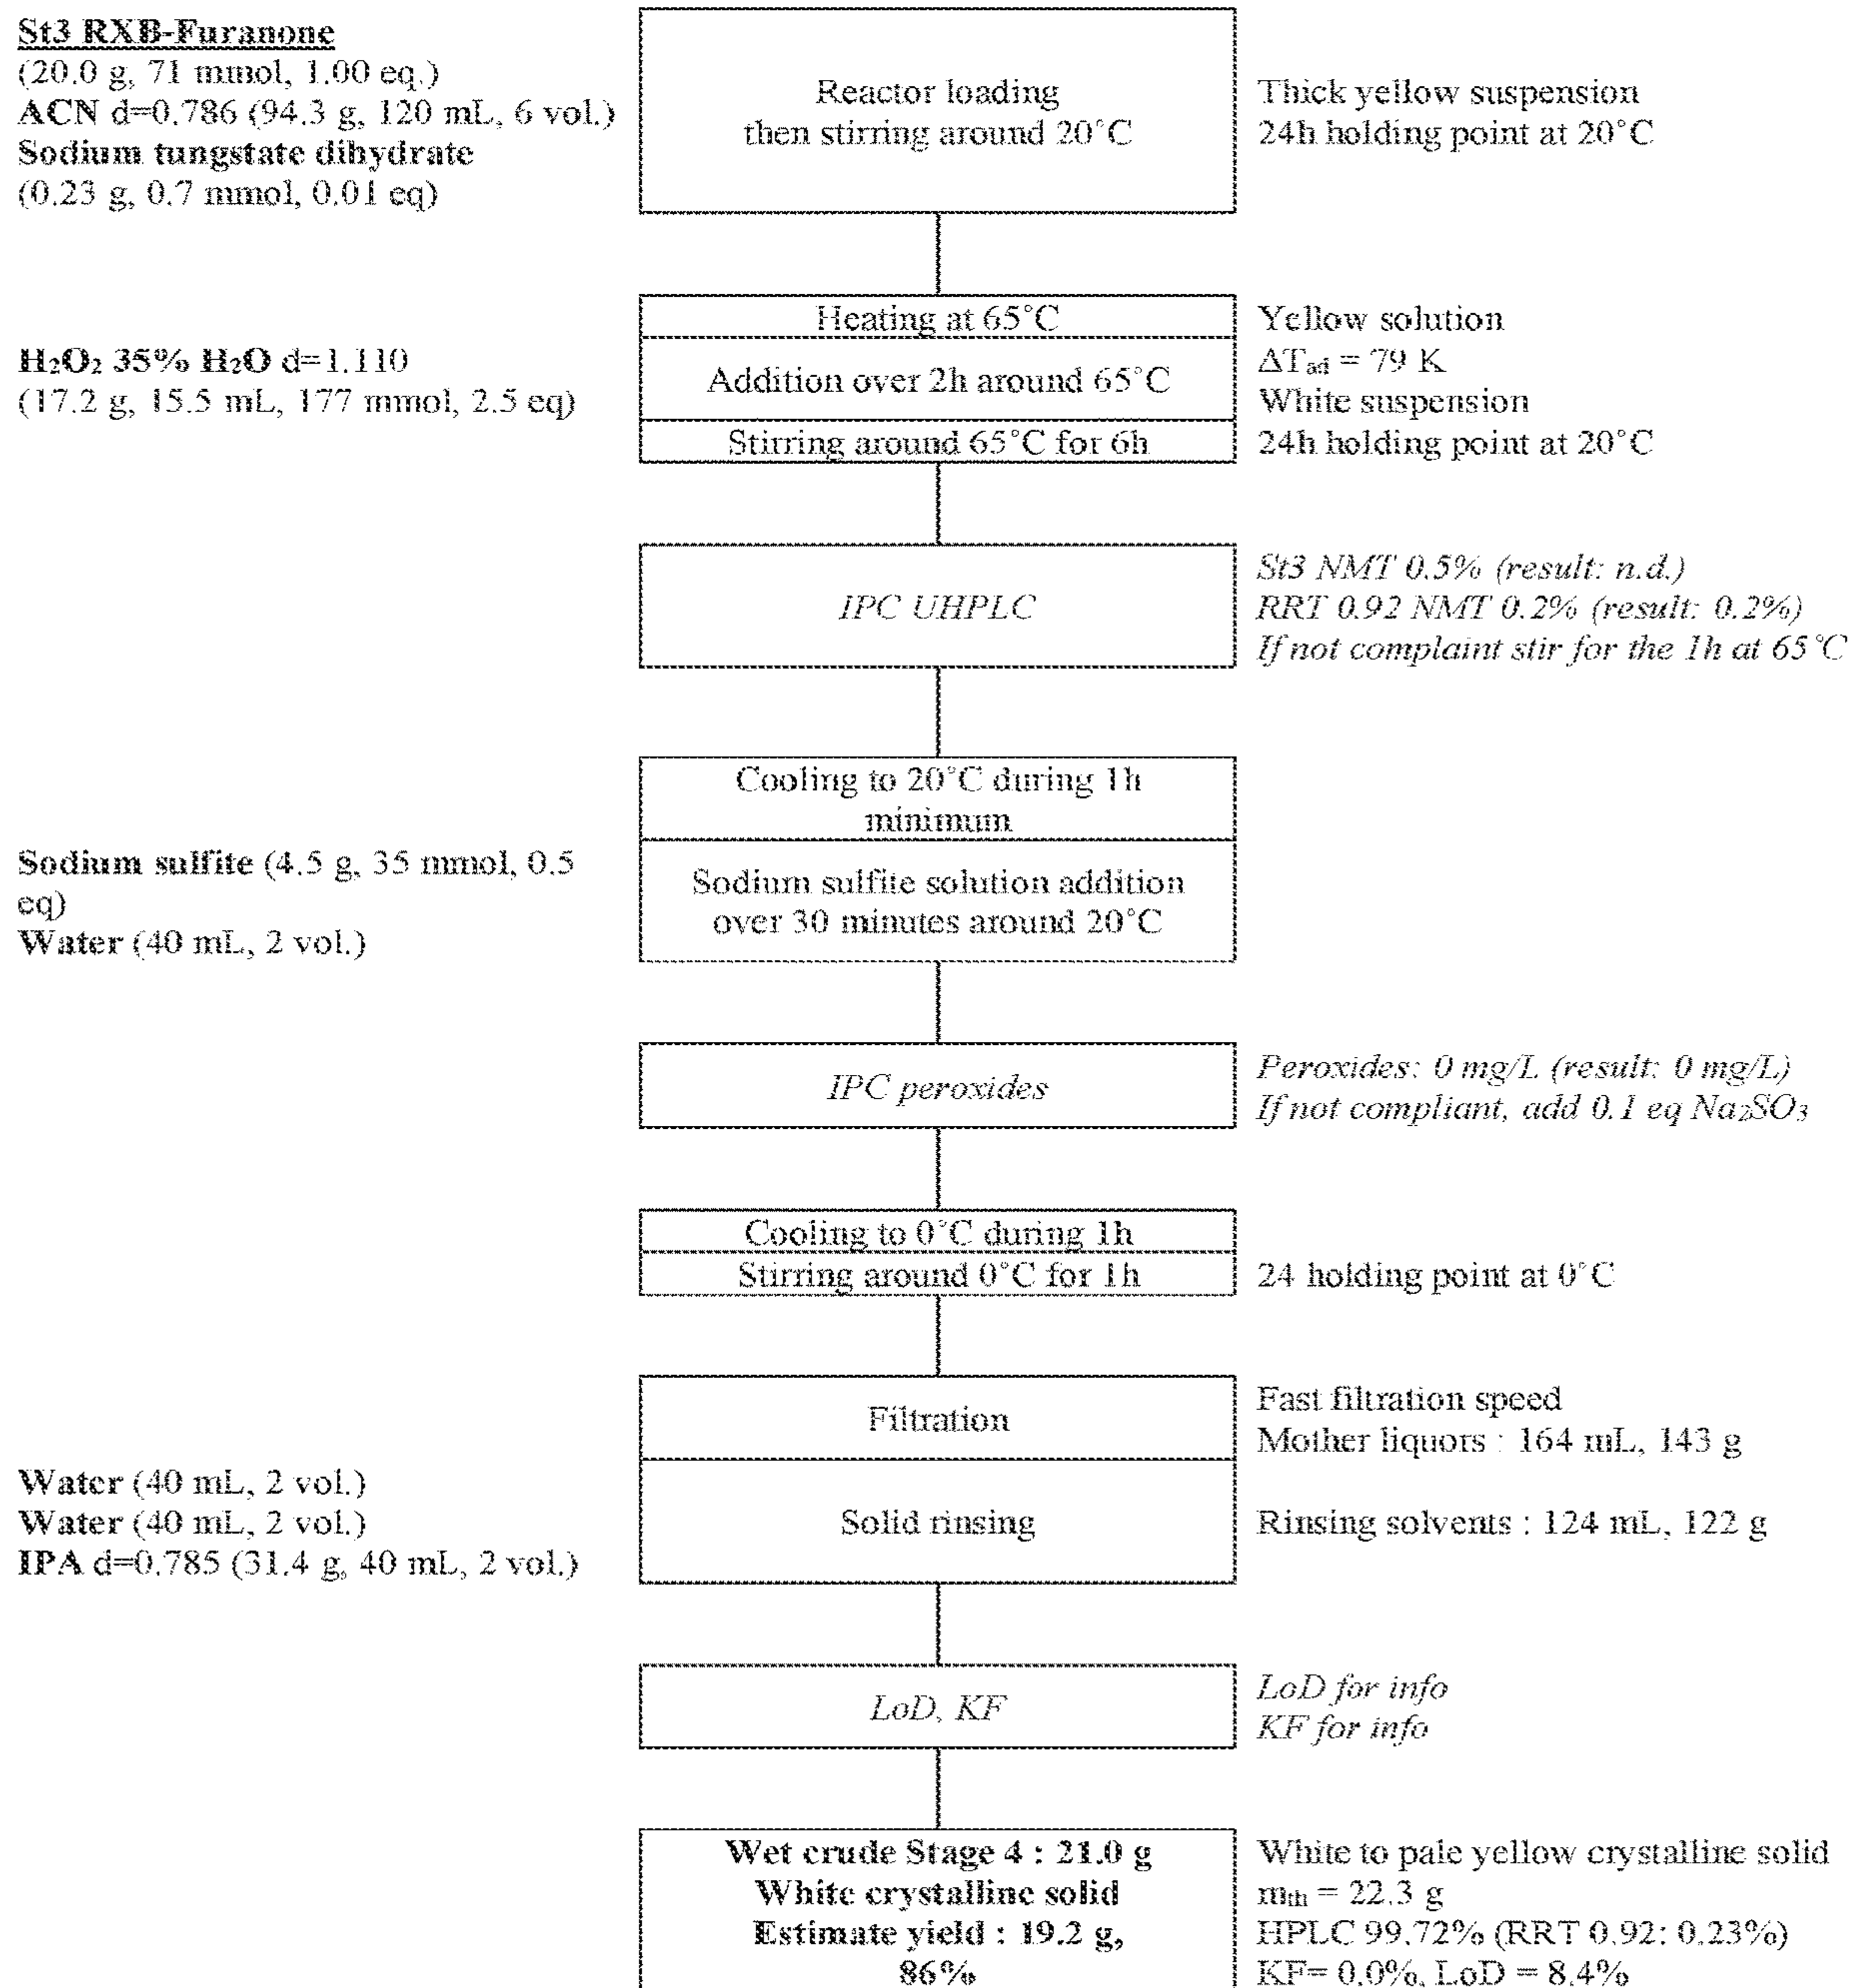 St3 RXB-Furanone
(20.0 g, 71 mmol, 1.00 eq.)
ACN d=0.786 (94.3 g, 120 mL, 6 vol.)
Sodium tungstate dihydrate
(0.23 g, 0.7 mmol, 0.01 eq)
Reactor loading
then stirring around 20°C
Thick yellow suspension
24h holding point at 20°C
H₂O₂ 35% H₂O d=1.110
(17.2 g, 15.5 mL, 177 mmol, 2.5 eq)
Heating at 65°C
Addition over 2h around 65°C
Stirring around 65°C for 6h
Yellow solution
ΔTad = 79 K
White suspension
24h holding point at 20°C
IPC UHPLC
St3 NMT 0.5% (result: n.d.)
RRT 0.92 NMT 0.2% (result: 0.2%)
If not complaint stir for the 1h at 65°C
Cooling to 20°C during 1h
minimum
Sodium sulfite (4.5 g, 35 mmol, 0.5
eq)
Water (40 mL, 2 vol.)
Sodium sulfite solution addition
over 30 minutes around 20°C
IPC peroxides
Peroxides: 0 mg/L (result: 0 mg/L)
If not compliant, add 0.1 eq Na₂SO₃
Cooling to 0°C during 1h
Stirring around 0°C for 1h
24 holding point at 0°C
Filtration
Fast filtration speed
Mother liquors : 164 mL, 143 g
Water (40 mL, 2 vol.)
Water (40 mL, 2 vol.)
IPA d=0.785 (31.4 g, 40 mL, 2 vol.)
Solid rinsing
Rinsing solvents : 124 mL, 122 g
LoD, KF
LoD for info
KF for info
Wet crude Stage 4 : 21.0 g
White crystalline solid
Estimate yield : 19.2 g,
86%
White to pale yellow crystalline solid
mth = 22.3 g
HPLC 99.72% (RRT 0.92: 0.23%)
KF= 0.0%, LoD = 8.4%